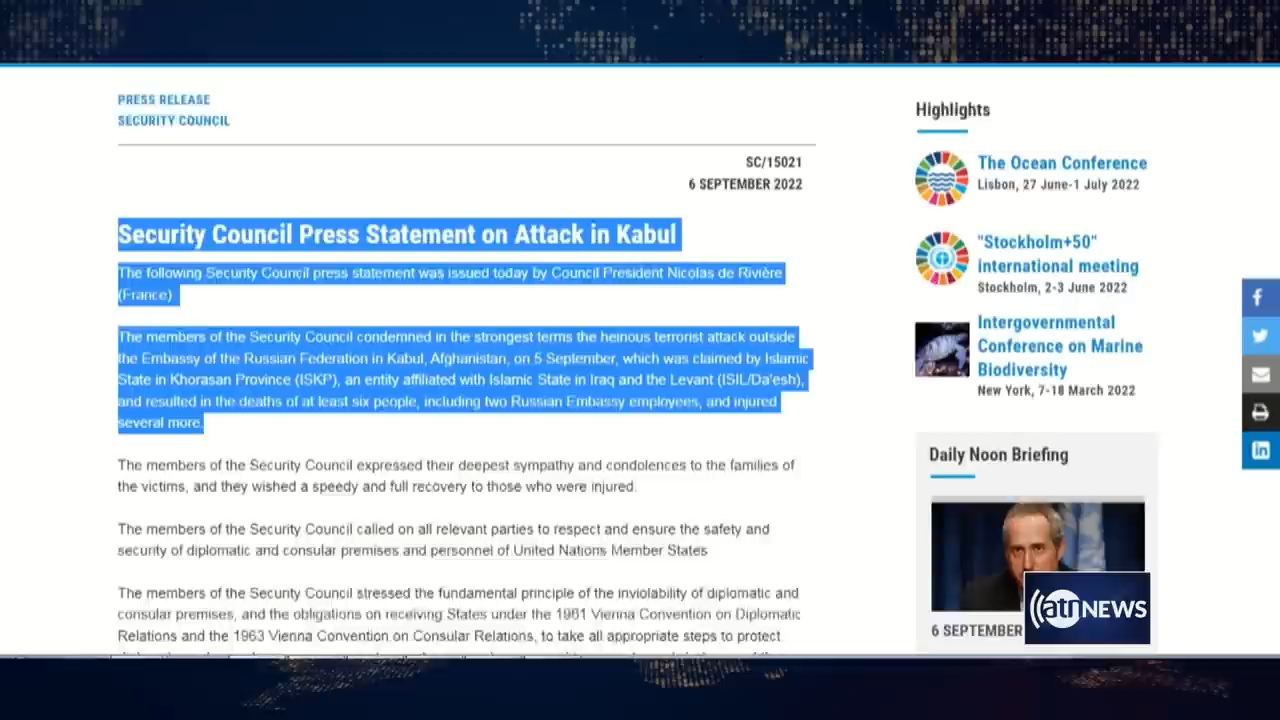 PRESS RELEASE
SECURITY COUNCIL
SC/15021
6 SEPTEMBER 2022
Security Council Press Statement on Attack in Kabul
The following Security Council press statement was issued today by Council President Nicolas de Rivière
(France)
The members of the Security Council condemned in the strongest terms the heinous terrorist attack outside
the Embassy of the Russian Federation in Kabul, Afghanistan, on 5 September, which was claimed by Islamic
State in Khorasan Province (ISKP), an entity affiliated with Islamic State in Iraq and the Levant (ISIL/Da'esh),
and resulted in the deaths of at least six people, including two Russian Embassy employees, and injured
several more.
The members of the Security Council expressed their deepest sympathy and condolences to the families of
the victims, and they wished a speedy and full recovery to those who were injured.
The members of the Security Council called on all relevant parties to respect and ensure the safety and
security of diplomatic and consular premises and personnel of United Nations Member States
The members of the Security Council stressed the fundamental principle of the inviolability of diplomatic and
consular premises, and the obligations on receiving States under the 1961 Vienna Convention on Diplomatic
Relations and the 1963 Vienna Convention on Consular Relations, to take all appropriate steps to protect
Highlights
The Ocean Conference
Lisbon, 27 June-1 July 2022
"Stockholm+50"
international meeting
Stockholm, 2-3 June 2022
Intergovernmental
Conference on Marine
Biodiversity
New York, 7-18 March 2022
Daily Noon Briefing
6 SEPTEMBER
atn NEWS